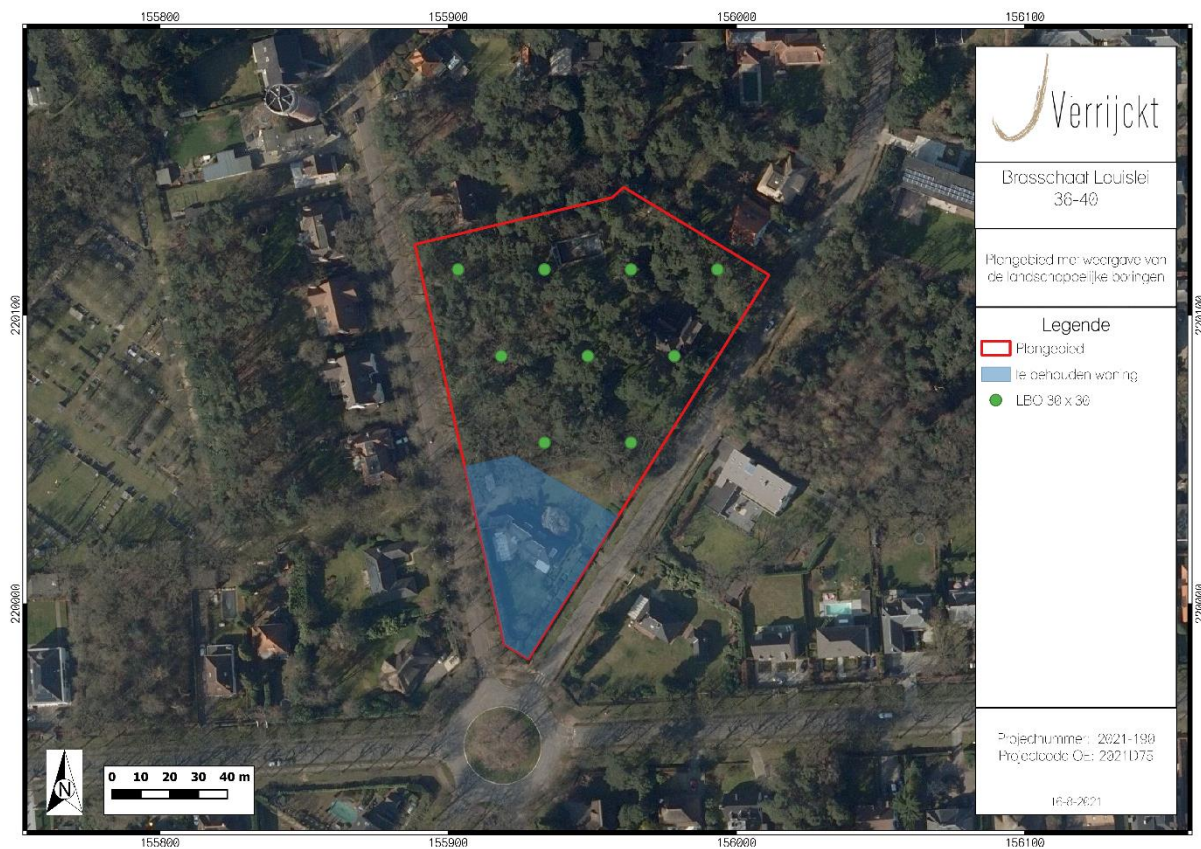 155800 155900 156000 156100
Verrijckt
Brasschaat Louislei
36-40
Plangebied met weergave van
de landschappelijke boringen
220100 220100
Legende
Plangebied
te behouden woning
LBO 30 x 30
220000 220000
Projectnummer: 2021-190
Projectcode OE: 2021D75
16-8-2021
0 10 20 30 40 m
N
155800 155900 156000 156100